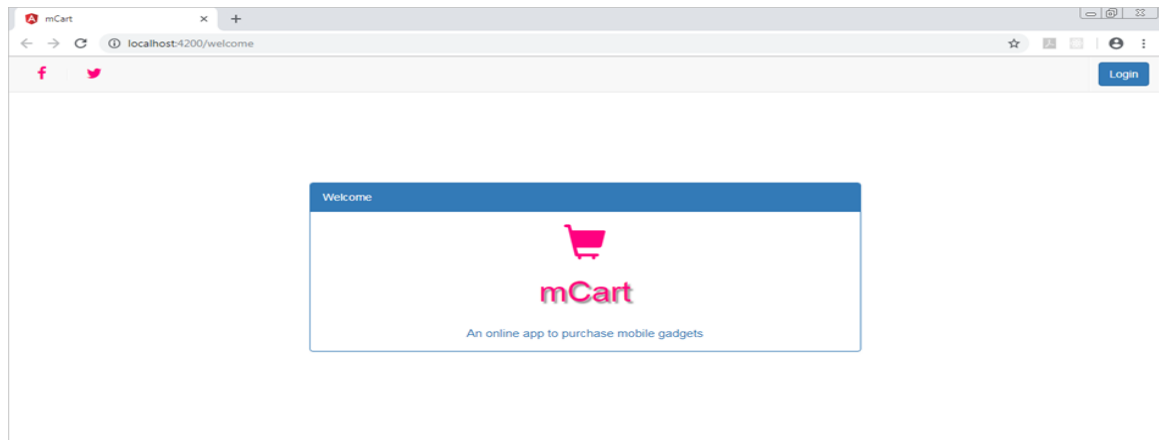 mCart
localhost:4200/welcome
Login
Welcome
mCart
An online app to purchase mobile gadgets